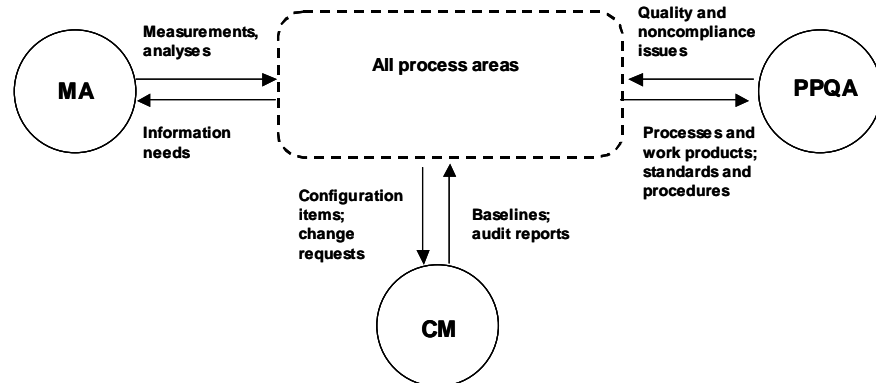 Measurements,
analyses
MA
Information
needs
All process areas
Quality and
noncompliance
issues
PPQA
Processes and
work products;
standards and
procedures
Configuration
items;
change
requests
Baselines;
audit reports
CM